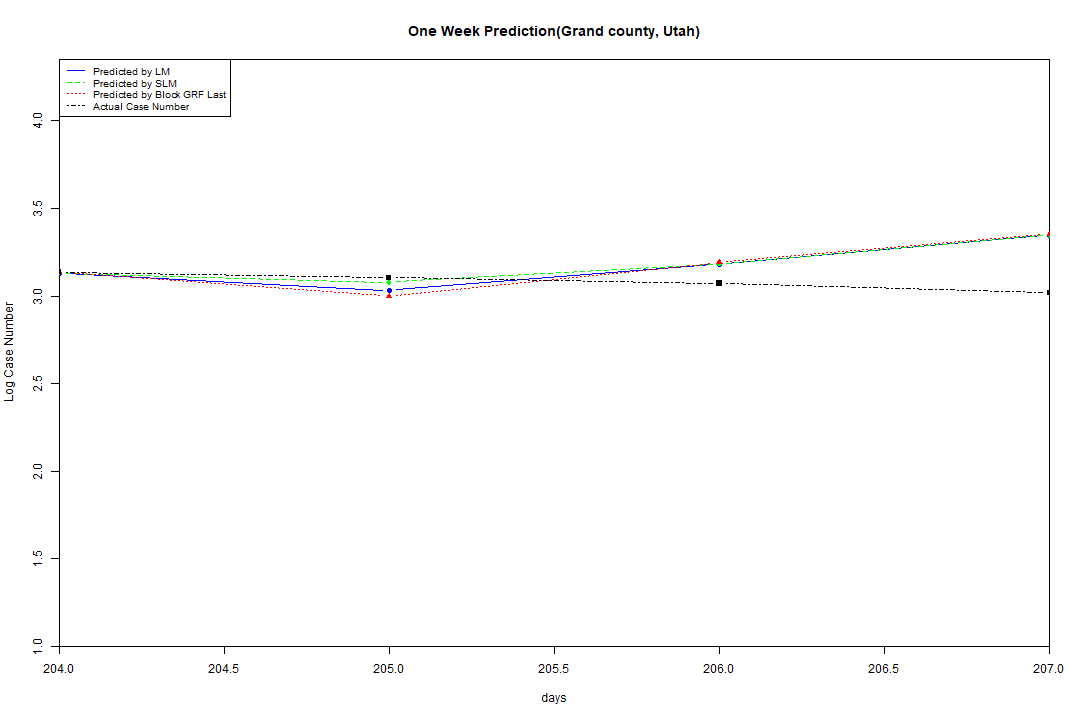 One Week Prediction(Grand county, Utah)
Predicted by LM
Predicted by SLM
Predicted by Block GRF Last
Actual Case Number
4.0
3.5
3.0
2.5
2.0
1.5
1.0
Log Case Number
204.0 204.5 205.0 205.5 206.0 206.5 207.0
days